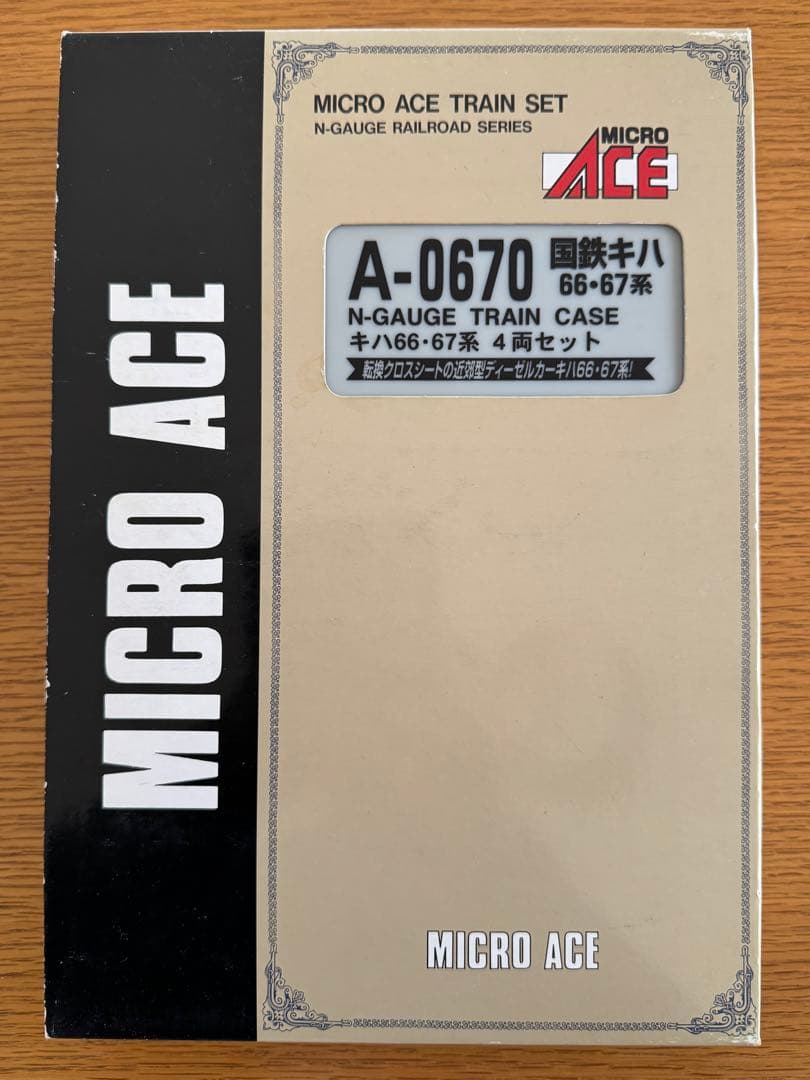 MICRO ACE
MICRO ACE TRAIN SET
N-GAUGE RAILROAD SERIES
MICRO
ACE
A-0670 国鉄キハ
66・67系
N-GAUGE TRAIN CASE
キハ66・67系 4両セット
転換クロスシートの近郊型ディーゼルカーキハ66・67系!
MICRO ACE